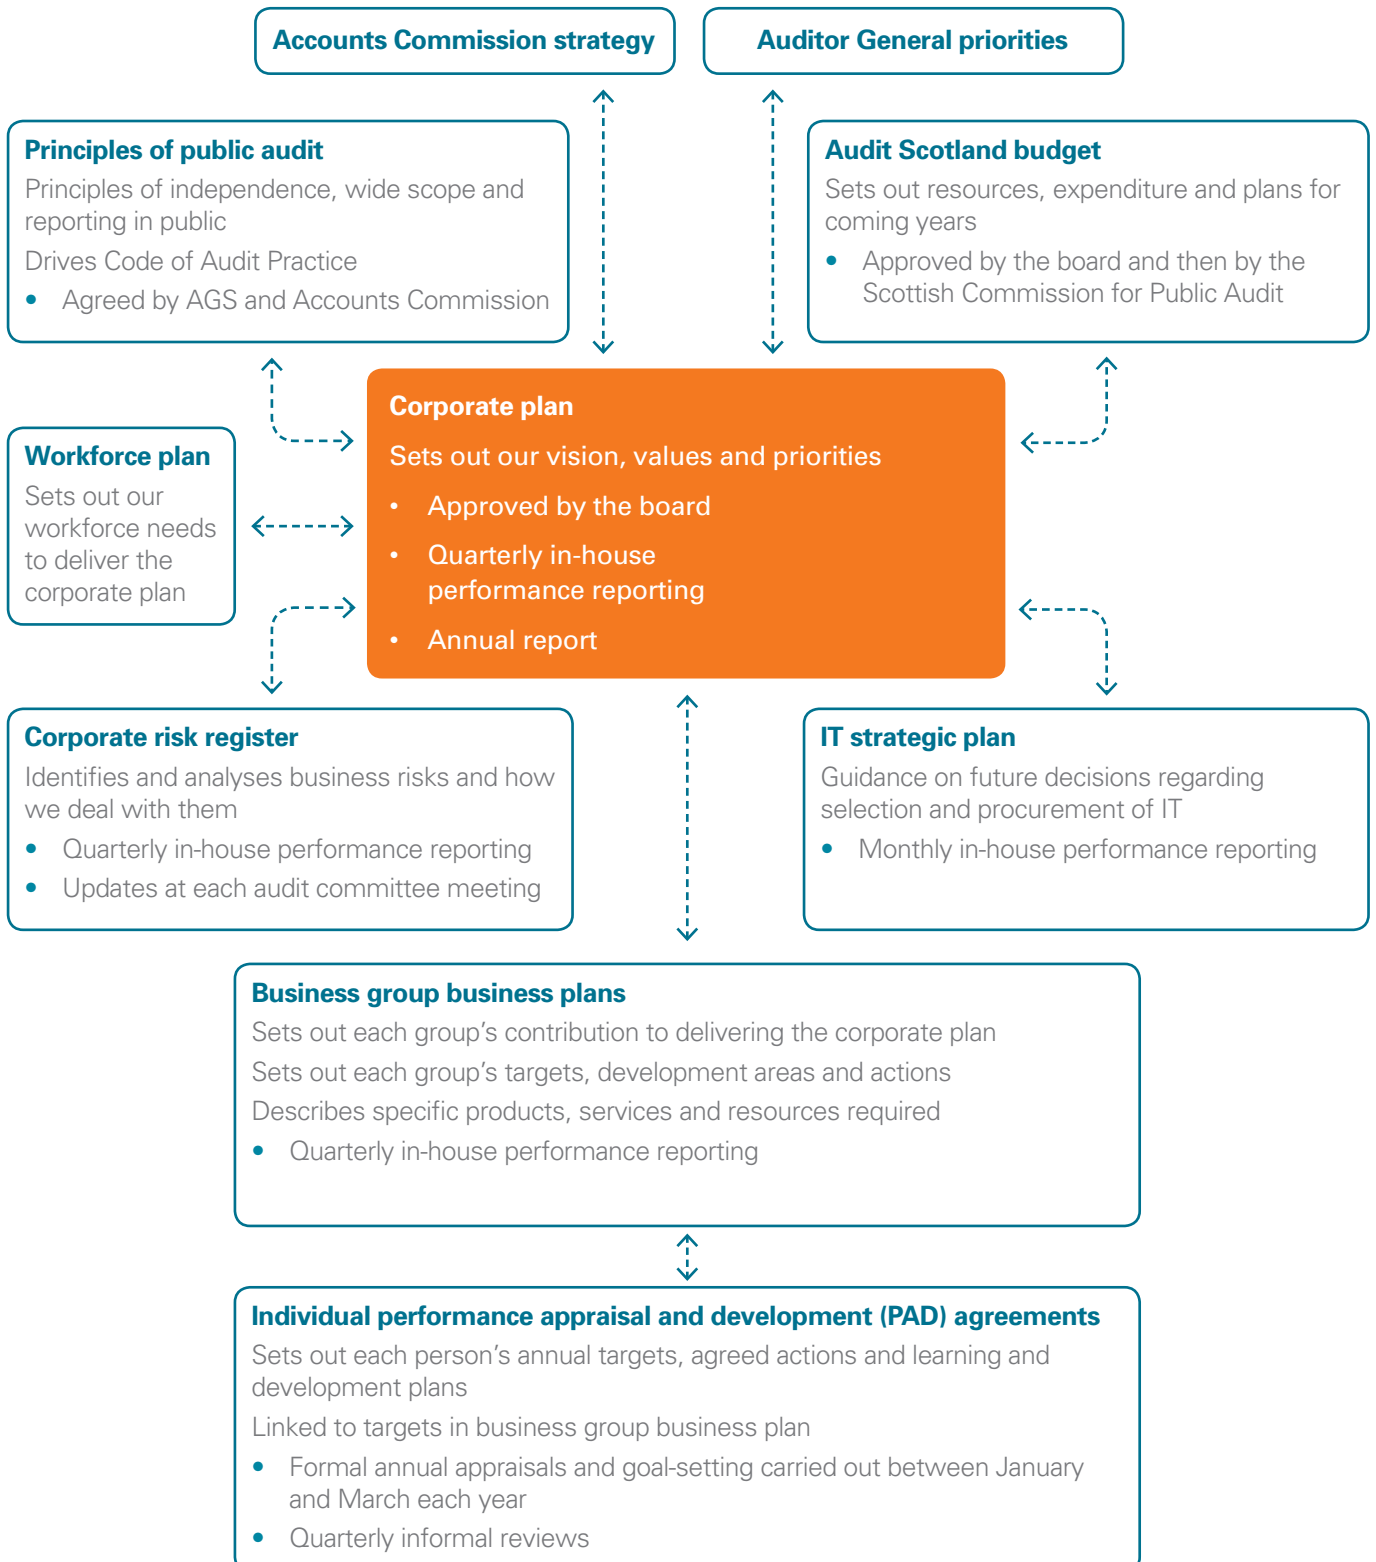 Accounts Commission strategy
Auditor General priorities
Principles of public audit
Principles of independence, wide scope and
reporting in public
Drives Code of Audit Practice
• Agreed by AGS and Accounts Commission
Audit Scotland budget
Sets out resources, expenditure and plans for
coming years
• Approved by the board and then by the
Scottish Commission for Public Audit
Workforce plan
Sets out our
workforce needs
to deliver the
corporate plan
Corporate plan
Sets out our vision, values and priorities
• Approved by the board
• Quarterly in-house
performance reporting
• Annual report
Corporate risk register
Identifies and analyses business risks and how
we deal with them
• Quarterly in-house performance reporting
• Updates at each audit committee meeting
IT strategic plan
Guidance on future decisions regarding
selection and procurement of IT
• Monthly in-house performance reporting
Business group business plans
Sets out each group’s contribution to delivering the corporate plan
Sets out each group’s targets, development areas and actions
Describes specific products, services and resources required
• Quarterly in-house performance reporting
Individual performance appraisal and development (PAD) agreements
Sets out each person’s annual targets, agreed actions and learning and
development plans
Linked to targets in business group business plan
• Formal annual appraisals and goal-setting carried out between January
and March each year
• Quarterly informal reviews